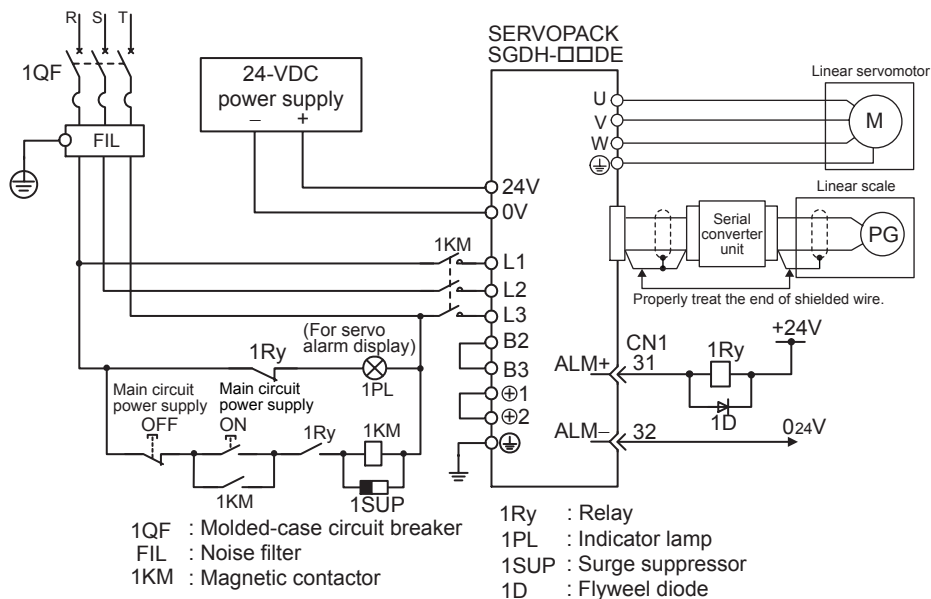 R S T
1QF
FIL
24-VDC
power supply
– +
SERVOPACK
SGDH-□□DE
U
V
W
Linear servomotor
M
24V
0V
Linear scale
Serial
converter
unit
PG
Properly treat the end of shielded wire.
1KM
L1
L2
L3
B2
B3
⊕1
⊕2
(For servo
alarm display)
1Ry
1PL
Main circuit
power supply
OFF
Main circuit
power supply
ON
1Ry
1KM
1KM
1SUP
CN1
ALM+ 31
1Ry
+24V
1D
ALM– 32
024V
1QF : Molded-case circuit breaker
FIL : Noise filter
1KM : Magnetic contactor
1Ry : Relay
1PL : Indicator lamp
1SUP : Surge suppressor
1D : Flyweel diode